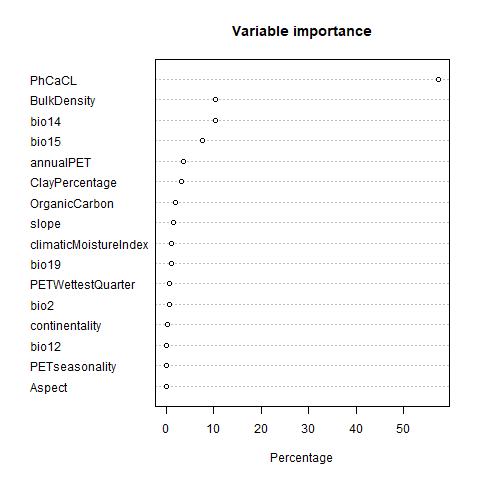 Variable importance
PhCaCL
BulkDensity
bio14
bio15
annualPET
ClayPercentage
OrganicCarbon
slope
climaticMoistureIndex
bio19
PETWettestQuarter
bio2
continentality
bio12
PETseasonality
Aspect
0 10 20 30 40 50
Percentage